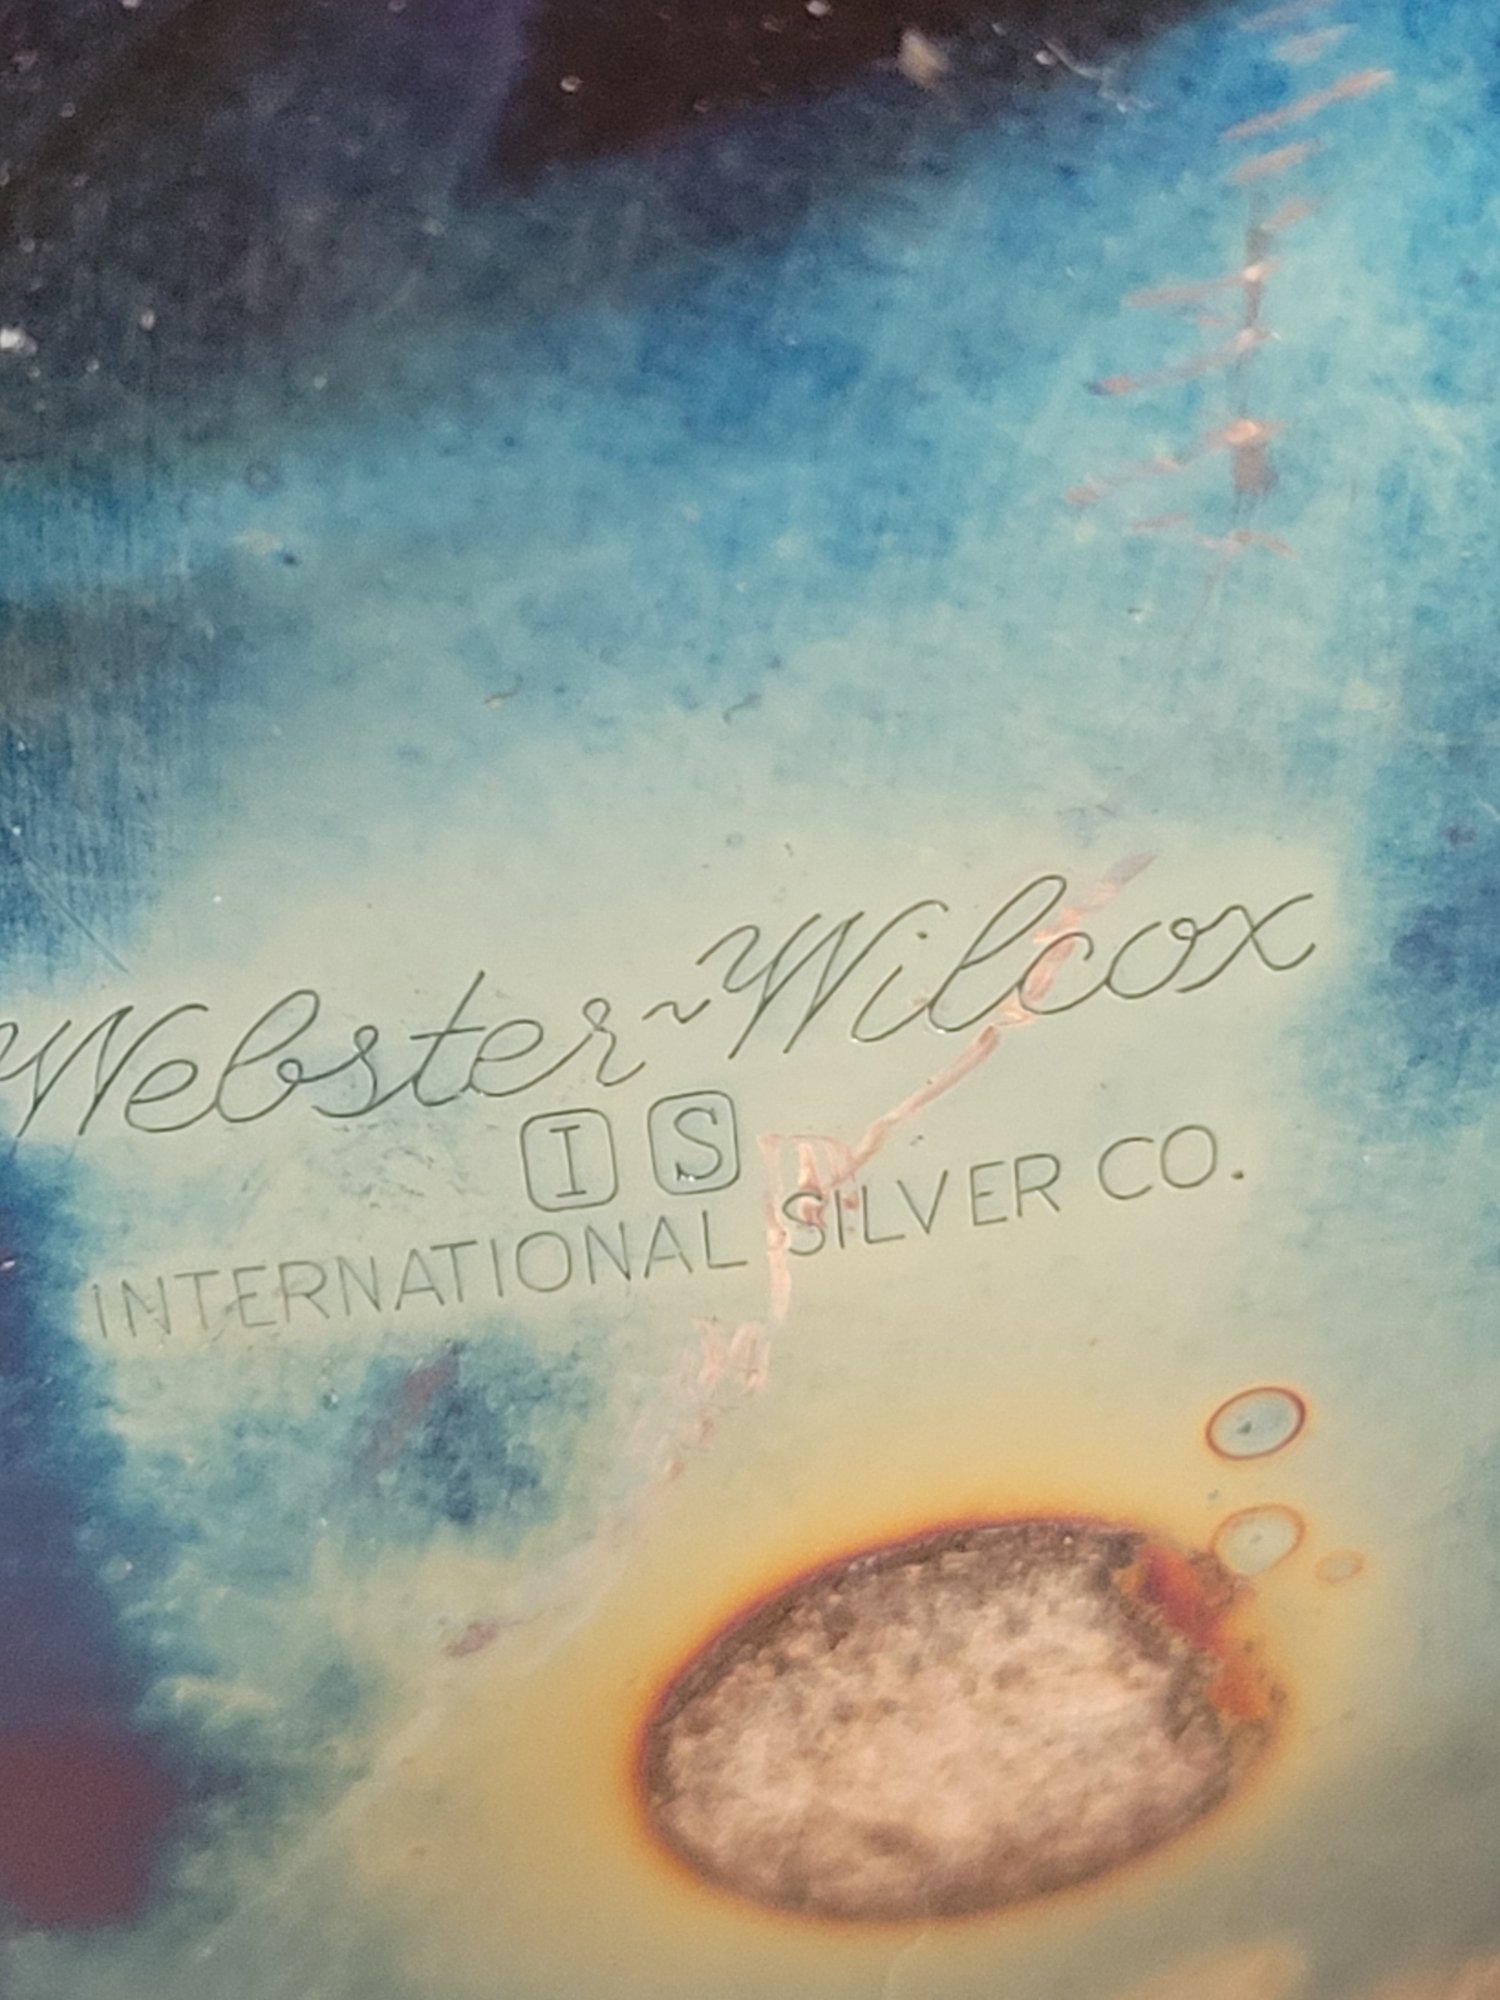 Webster~Wilcox
I S
INTERNATIONAL SILVER CO.